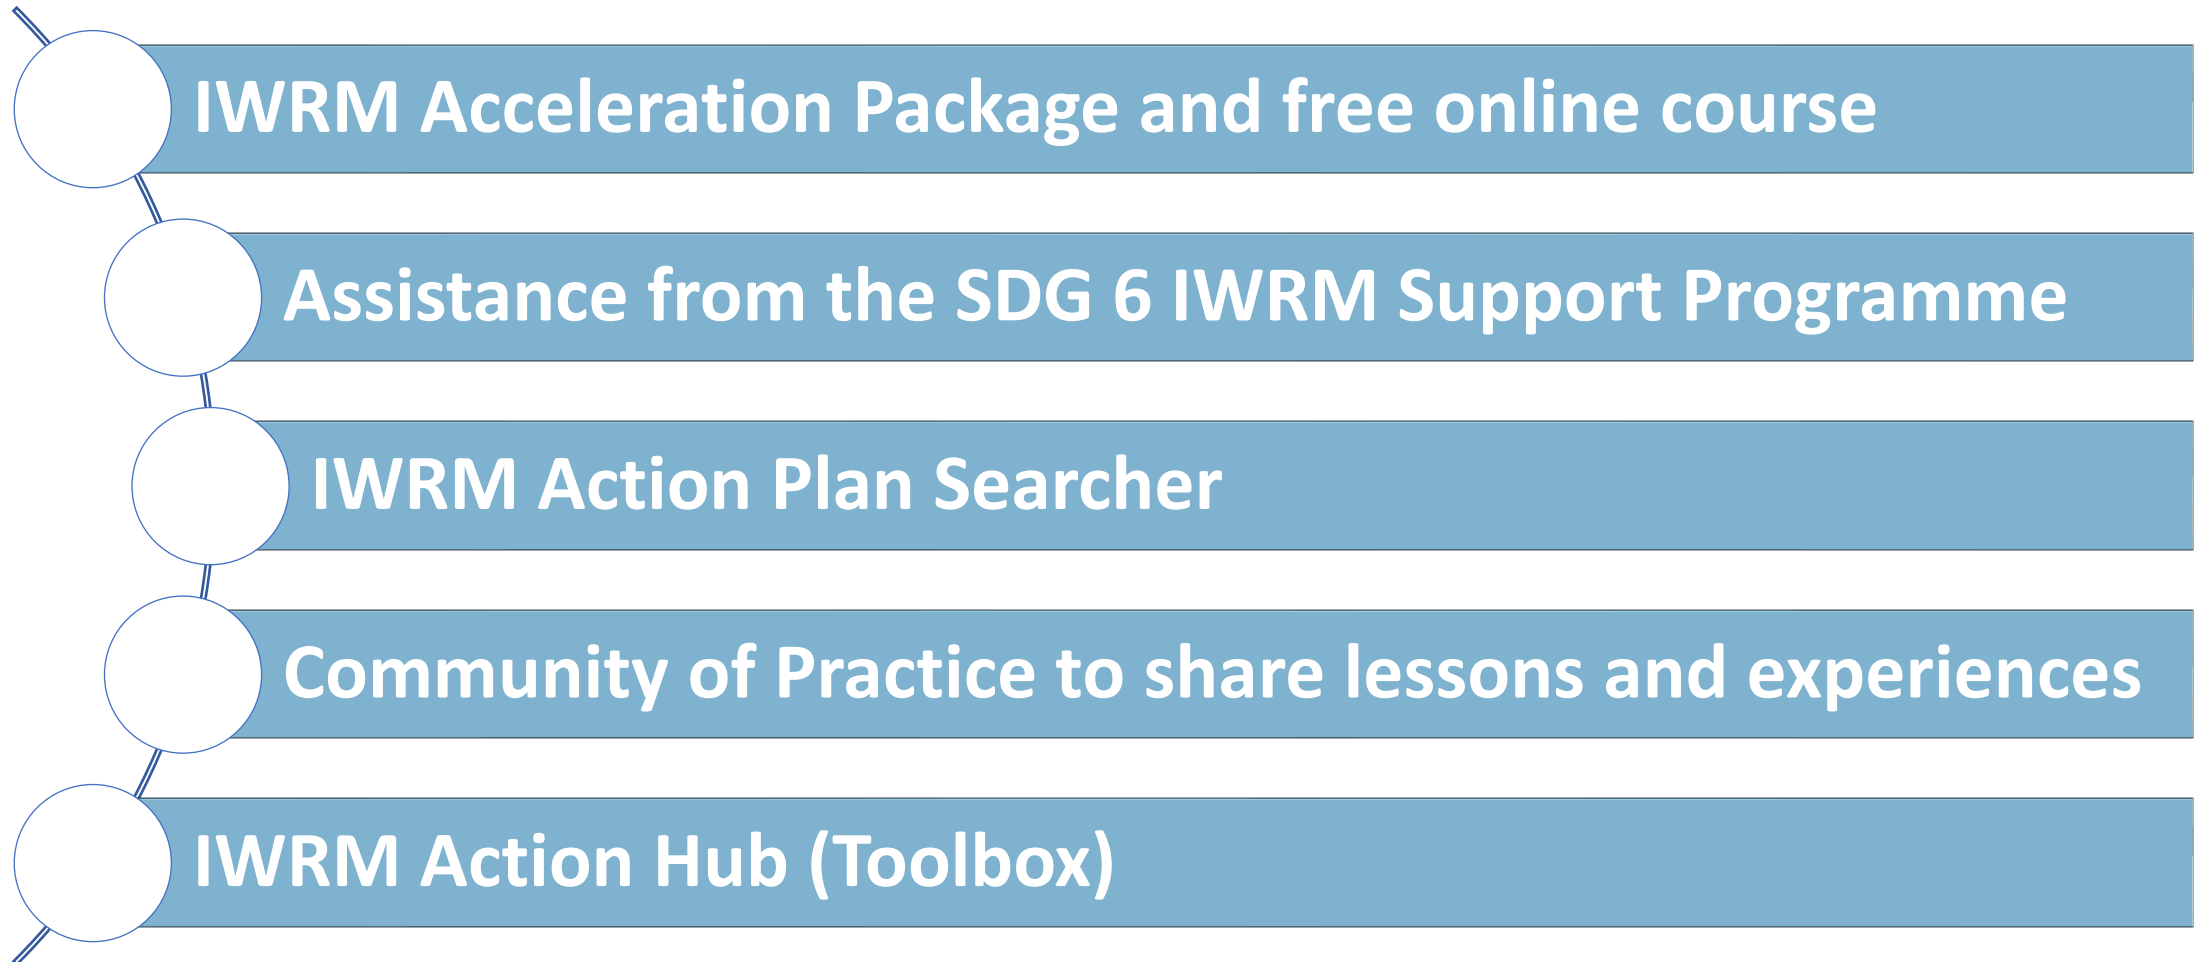 IWRM Acceleration Package and free online course
Assistance from the SDG 6 IWRM Support Programme
IWRM Action Plan Searcher
Community of Practice to share lessons and experiences
IWRM Action Hub (Toolbox)